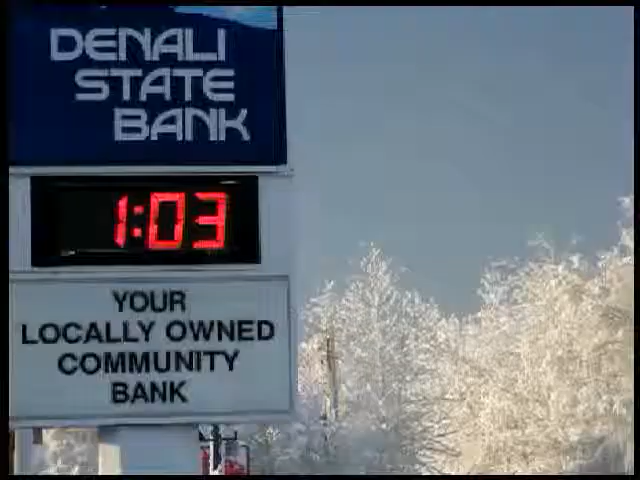 DENALI
STATE
BANK
1:03
YOUR
LOCALLY OWNED
COMMUNITY
BANK